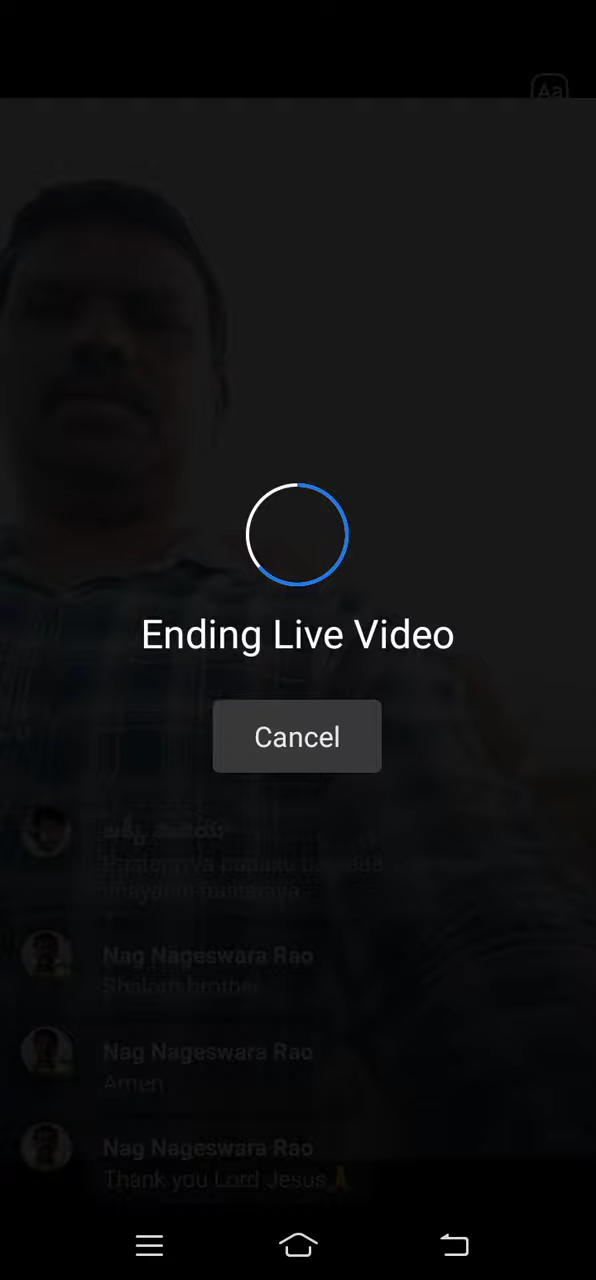 Aa
Ending Live Video
Cancel
Nag Nageswara Rao
Shalom brother
Nag Nageswara Rao
Amen
Nag Nageswara Rao
Thank you Lord Jesus🙏